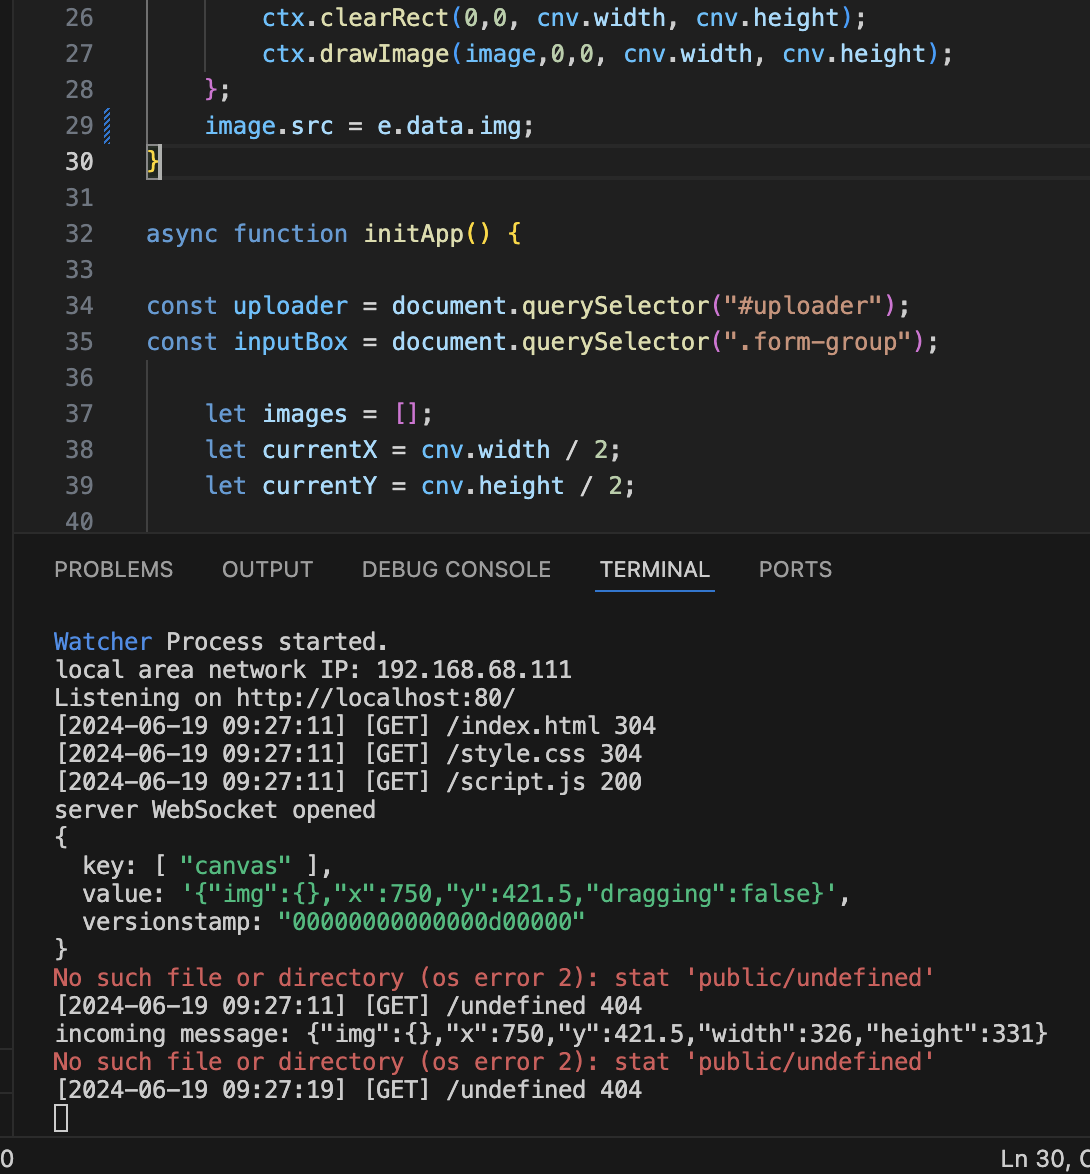 26 ctx.clearRect(0,0, cnv.width, cnv.height);
27 ctx.drawImage(image,0,0, cnv.width, cnv.height);
28 };
29 image.src = e.data.img;
30 }
31
32 async function initApp() {
33
34 const uploader = document.querySelector("#uploader");
35 const inputBox = document.querySelector(".form-group");
36
37 let images = [];
38 let currentX = cnv.width / 2;
39 let currentY = cnv.height / 2;
40
PROBLEMS OUTPUT DEBUG CONSOLE TERMINAL PORTS
Watcher Process started.
local area network IP: 192.168.68.111
Listening on http://localhost:80/
[2024-06-19 09:27:11] [GET] /index.html 304
[2024-06-19 09:27:11] [GET] /style.css 304
[2024-06-19 09:27:11] [GET] /script.js 200
server WebSocket opened
{
key: [ "canvas" ],
value: '{"img":{},"x":750,"y":421.5,"dragging":false}',
versionstamp: "00000000000000d00000"
}
No such file or directory (os error 2): stat 'public/undefined'
[2024-06-19 09:27:11] [GET] /undefined 404
incoming message: {"img":{},"x":750,"y":421.5,"width":326,"height":331}
No such file or directory (os error 2): stat 'public/undefined'
[2024-06-19 09:27:19] [GET] /undefined 404
0 Ln 30,